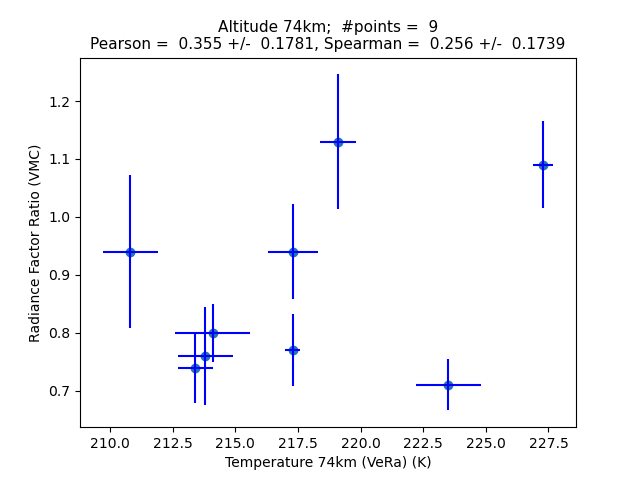 Altitude 74km;  #points =  9
Pearson =  0.355 +/-  0.1781, Spearman =  0.256 +/-  0.1739
Radiance Factor Ratio (VMC)
1.2
1.1
1.0
0.9
0.8
0.7
210.0 212.5 215.0 217.5 220.0 222.5 225.0 227.5
Temperature 74km (VeRa) (K)